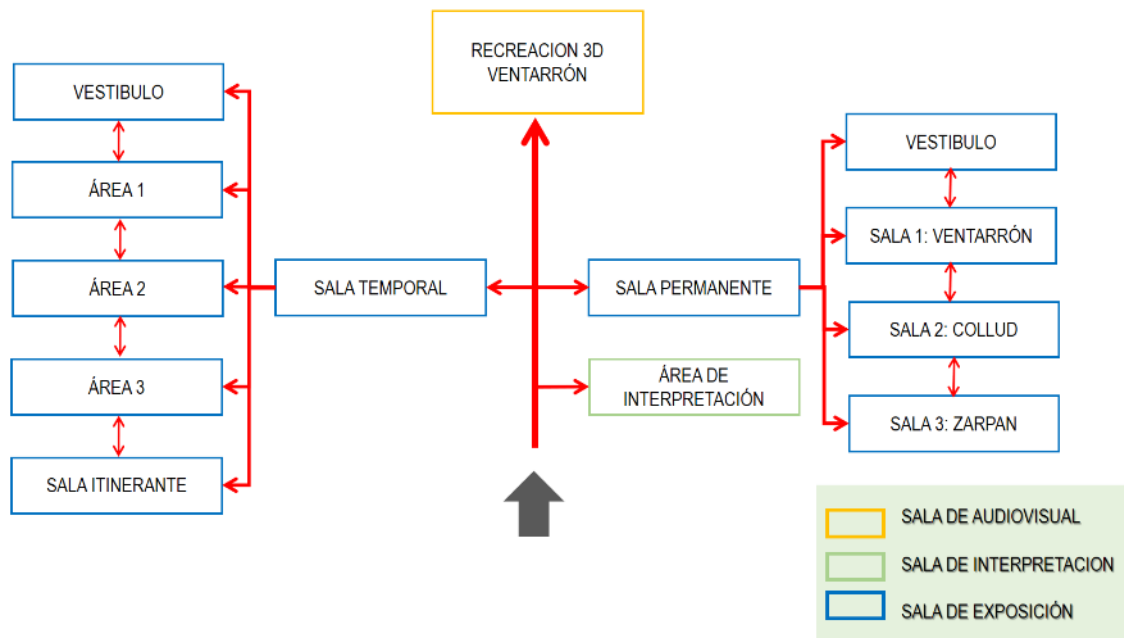 RECREACION 3D
VENTARRÓN
VESTIBULO
ÁREA 1
ÁREA 2
ÁREA 3
SALA ITINERANTE
SALA TEMPORAL
SALA PERMANENTE
ÁREA DE
INTERPRETACIÓN
VESTIBULO
SALA 1: VENTARRÓN
SALA 2: COLLUD
SALA 3: ZARPAN
SALA DE AUDIOVISUAL
SALA DE INTERPRETACION
SALA DE EXPOSICIÓN